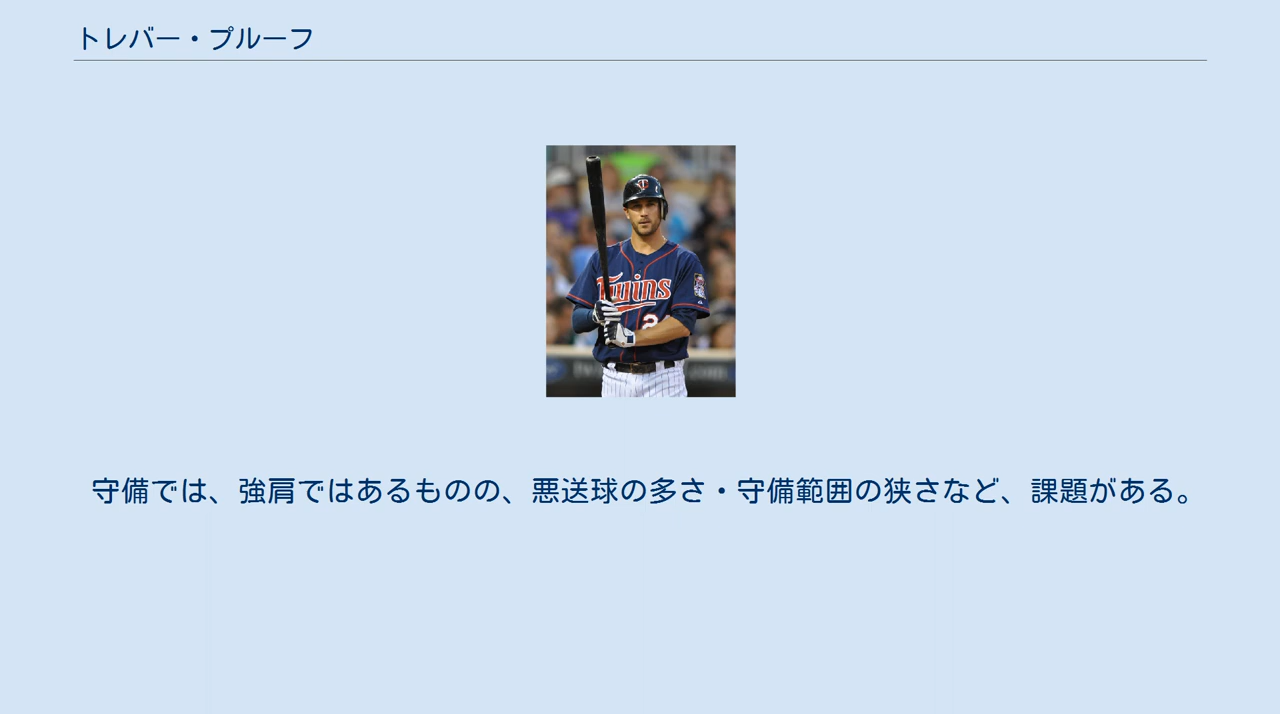 トレバー・プルーフ
Twins
2
守備では、強肩ではあるものの、悪送球の多さ・守備範囲の狭さなど、課題がある。